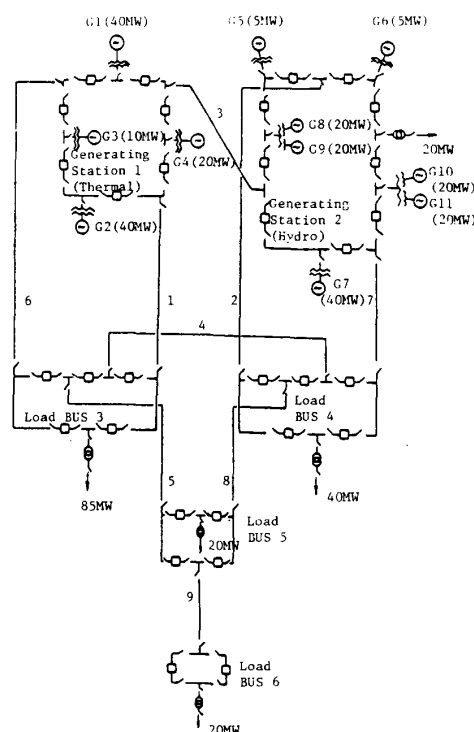 G1(40MW)
G5(5MW)
G6(5MW)
3
G8(20MW)
G9(20MW)
20MW
G3(10MW)
Generating
Station 1
(Thermal)
G4(20MW)
G10
(20MW)
G11
(20MW)
Generating
Station 2
(Hydro)
G2(40MW)
G7
(40MW)
7
6
1
2
4
Load BUS 3
Load
BUS 4
85MW
5
8
40MW
20MW
Load
BUS 5
9
Load
BUS 6
20MW